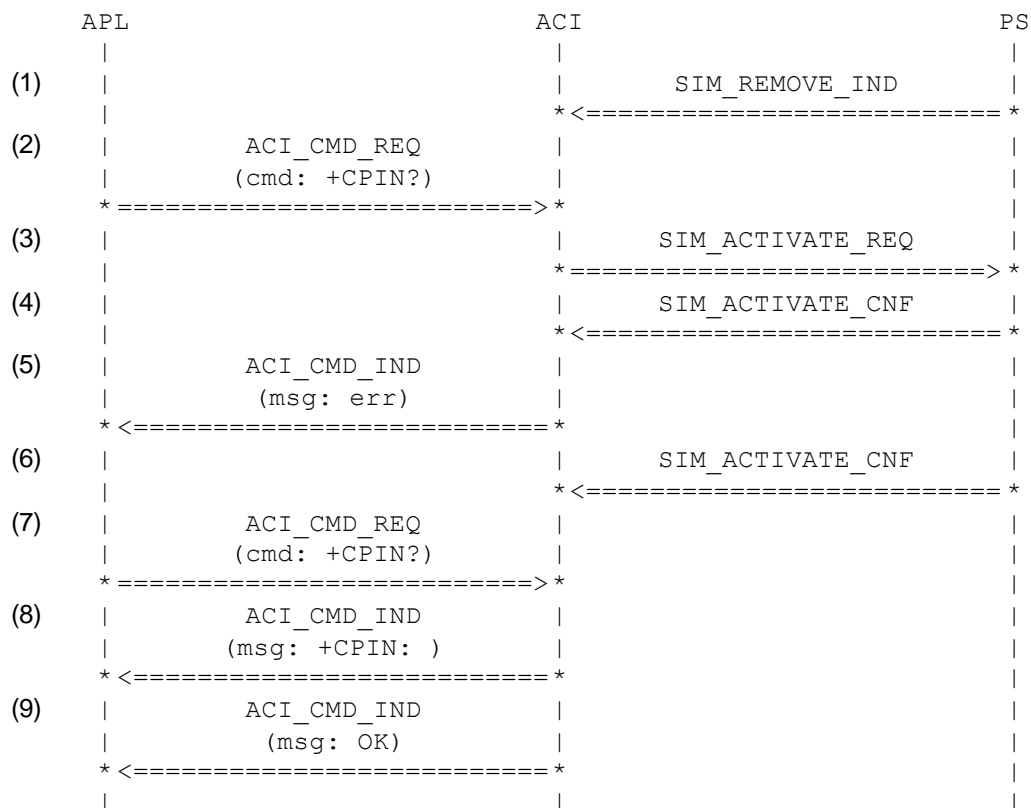 APL ACI PS
(1) SIM_REMOVE_IND
(2) ACI_CMD_REQ
(cmd: +CPIN?)
(3) SIM_ACTIVATE_REQ
(4) SIM_ACTIVATE_CNF
(5) ACI_CMD_IND
(msg: err)
(6) SIM_ACTIVATE_CNF
(7) ACI_CMD_REQ
(cmd: +CPIN?)
(8) ACI_CMD_IND
(msg: +CPIN: )
(9) ACI_CMD_IND
(msg: OK)